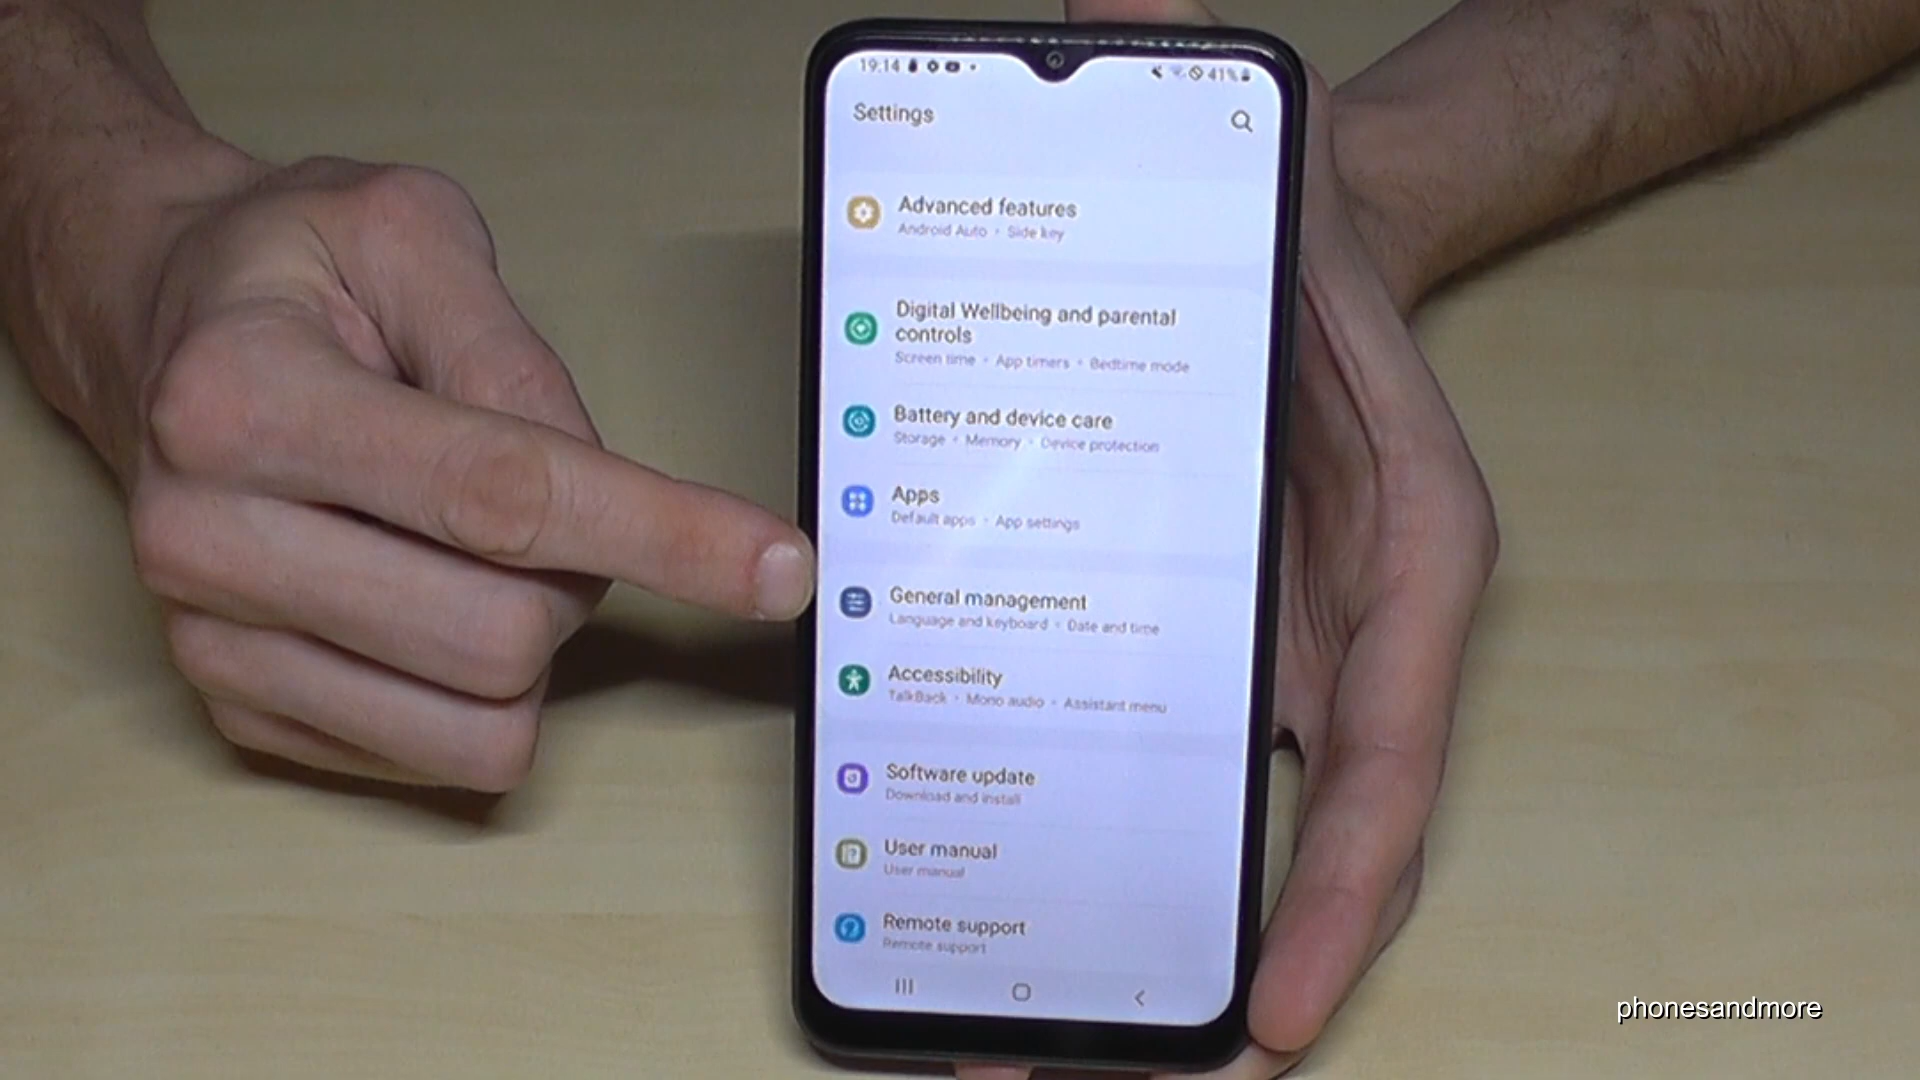 19:14
41%
Settings
Advanced features
Android Auto • Side key
Digital Wellbeing and parental
controls
Screen time • App timers • Bedtime mode
Battery and device care
Storage • Memory • Device protection
Apps
Default apps • App settings
General management
Language and keyboard • Date and time
Accessibility
TalkBack • Mono audio • Assistant menu
Software update
Download and install
User manual
User manual
Remote support
Remote support
phonesandmore